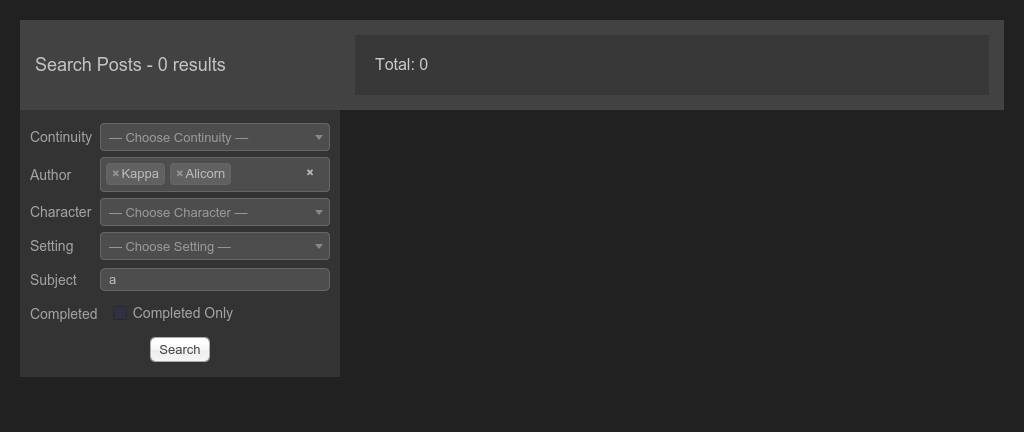 Search Posts - 0 results
Total: 0
Continuity — Choose Continuity —
Author ×Kappa ×Alicorn ×
Character — Choose Character —
Setting — Choose Setting —
Subject a
Completed Completed Only
Search